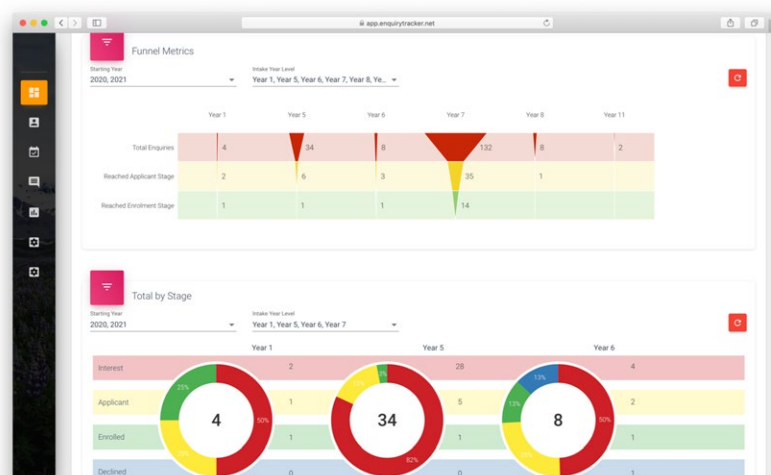 app.enquirytracker.net
Funnel Metrics
Starting Year
2020, 2021
Intake Year Level
Year 1, Year 5, Year 6, Year 7, Year 8, Ye...
Year 1 Year 5 Year 6 Year 7 Year 8 Year 11
Total Enquiries 4 34 8 132 8 2
Reached Applicant Stage 2 6 3 35 1
Reached Enrolment Stage 1 1 1 14
Total by Stage
Starting Year
2020, 2021
Intake Year Level
Year 1, Year 5, Year 6, Year 7
Year 1 Year 5 Year 6
Interest 2 28 4
25% 3% 13%
Applicant 1 5 2
13%
4 50% 34 8 50%
Enrolled 1 1 1
82%
Declined 0 0 1